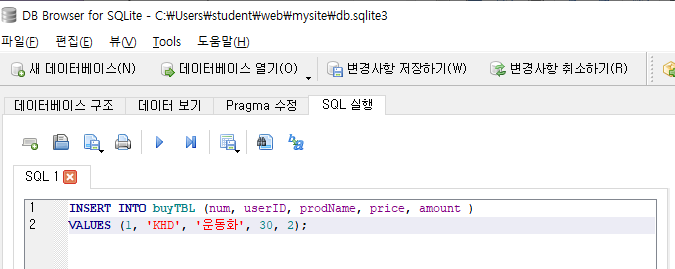 DB Browser for SQLite - C:₩Users₩student₩web₩mysite₩db.sqlite3
파일(F) 편집(E) 뷰(V) Tools 도움말(H)
새 데이터베이스(N) 데이터베이스 열기(O) 변경사항 저장하기(W) 변경사항 취소하기(R)
데이터베이스 구조 데이터 보기 Pragma 수정 SQL 실행
SQL 1
1 INSERT INTO buyTBL (num, userID, prodName, price, amount )
2 VALUES (1, 'KHD', '운동화', 30, 2);